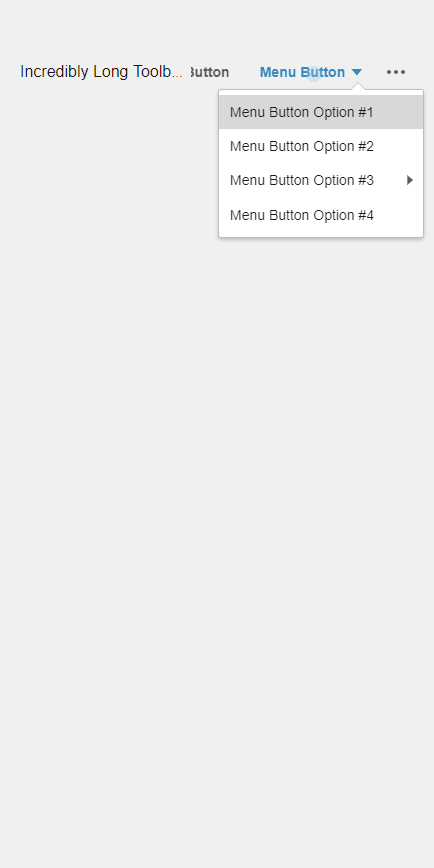 Incredibly Long Toolb... Button Menu Button
Menu Button Option #1
Menu Button Option #2
Menu Button Option #3
Menu Button Option #4